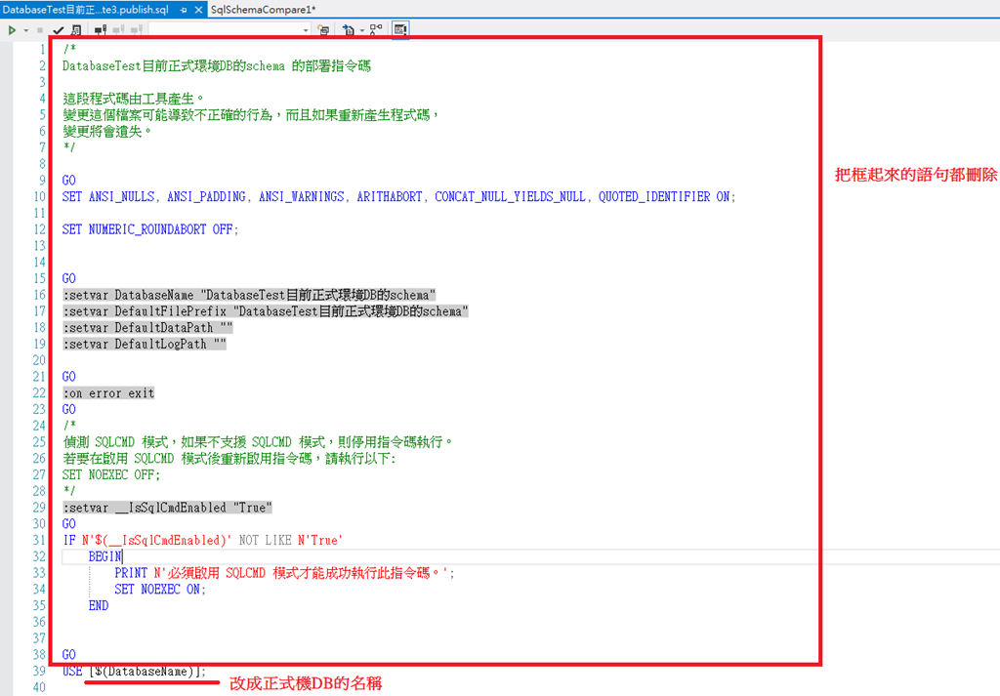 DatabaseTest目前正...te3.publish.sql
SqlSchemaCompare1*
1 /*
2 DatabaseTest目前正式環境DB的schema 的部署指令碼
3
4 這段程式碼由工具產生。
5 變更這個檔案可能導致不正確的行為，而且如果重新產生程式碼，
6 變更將會遺失。
7 */
8
9 GO
10 SET ANSI_NULLS, ANSI_PADDING, ANSI_WARNINGS, ARITHABORT, CONCAT_NULL_YIELDS_NULL, QUOTED_IDENTIFIER ON;
把框起來的語句都刪除
11
12 SET NUMERIC_ROUNDABORT OFF;
13
14
15 GO
16 :setvar DatabaseName "DatabaseTest目前正式環境DB的schema"
17 :setvar DefaultFilePrefix "DatabaseTest目前正式環境DB的schema"
18 :setvar DefaultDataPath ""
19 :setvar DefaultLogPath ""
20
21 GO
22 :on error exit
23 GO
24 /*
25 偵測 SQLCMD 模式，如果不支援 SQLCMD 模式，則停用指令碼執行。
26 若要在啟用 SQLCMD 模式後重新啟用指令碼，請執行以下:
27 SET NOEXEC OFF;
28 */
29 :setvar __IsSqlCmdEnabled "True"
30 GO
31 IF N'$(__IsSqlCmdEnabled)' NOT LIKE N'True'
32 BEGIN
33 PRINT N'必須啟用 SQLCMD 模式才能成功執行此指令碼。';
34 SET NOEXEC ON;
35 END
36
37
38 GO
39 USE [$(DatabaseName)];
改成正式機DB的名稱
40